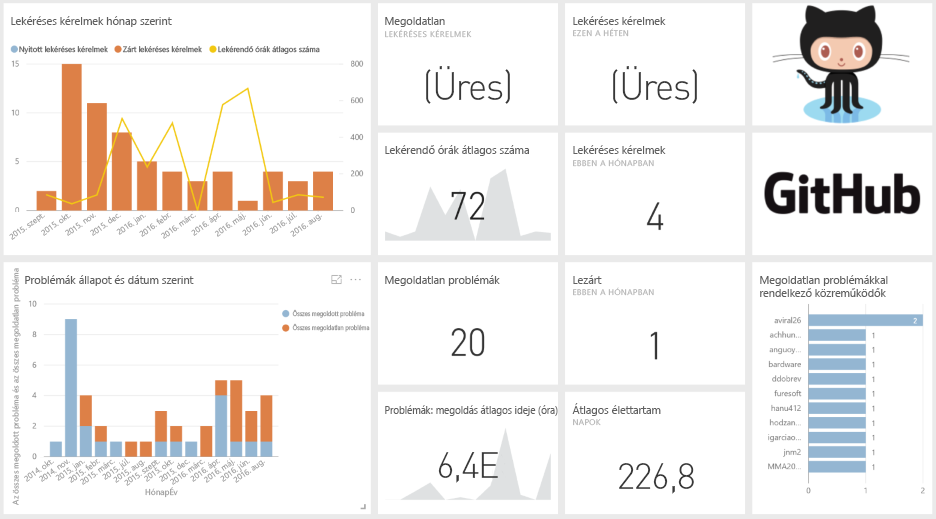 Lekéréses kérelmek hónap szerint
Nyitott lekéréses kérelmek Zárt lekéréses kérelmek Lekérendő órák átlagos száma
15 800
600
10
400
5
200
0 0
2015. szept. 2015. okt. 2015. nov. 2015. dec. 2016. jan. 2016. febr. 2016. márc. 2016. ápr. 2016. máj. 2016. jún. 2016. júl. 2016. aug.
Megoldatlan
LEKÉRÉSES KÉRELMEK
(Üres)
Lekéréses kérelmek
EZEN A HÉTEN
(Üres)
Lekérendő órák átlagos száma
72
Lekéréses kérelmek
EBBEN A HÓNAPBAN
4
GitHub
Problémák állapot és dátum szerint
Az összes megoldott probléma és az összes megoldatlan probléma
Összes megoldott probléma
Összes megoldatlan probléma
10
8
6
4
2
0
2014. okt. 2014. nov. 2015. jan. 2015. febr. 2015. márc. 2015. júl. 2015. aug. 2015. szept. 2015. okt. 2015. dec. 2016. márc. 2016. ápr. 2016. máj. 2016. jún. 2016. aug.
HónapÉv
Megoldatlan problémák
20
Lezárt
EBBEN A HÓNAPBAN
1
Problémák: megoldás átlagos ideje (óra)
6,4E
Átlagos élettartam
NAPOK
226,8
Megoldatlan problémákkal
rendelkező közreműködők
aviral26 2
achhun... 1
anguoy... 1
bardware 1
ddobrev 1
furesoft 1
hanu412 1
hodzan... 1
igarciao... 1
jnm2 1
MMA20... 1
0 1 2